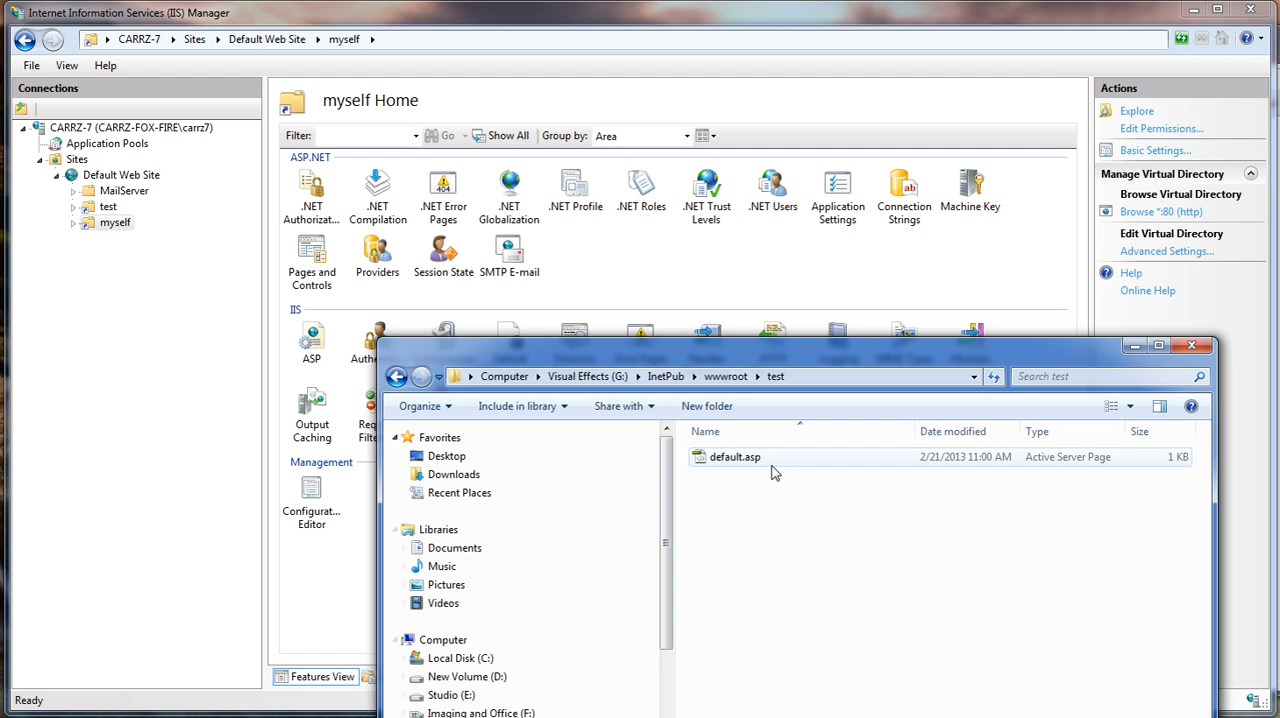 Internet Information Services (IIS) Manager
CARRZ-7 Sites Default Web Site myself
File View Help
Connections
CARRZ-7 (CARRZ-FOX-FIRE\carrz7)
Application Pools
Sites
Default Web Site
MailServer
test
myself
myself Home
Filter: Go Show All Group by: Area
ASP.NET
.NET Authorizat...
.NET Compilation
.NET Error Pages
.NET Globalization
.NET Profile
.NET Roles
.NET Trust Levels
.NET Users
Application Settings
Connection Strings
Machine Key
Pages and Controls
Providers
Session State
SMTP E-mail
IIS
ASP
Output Caching
Management
Configurat... Editor
Features View
Ready
Actions
Explore
Edit Permissions...
Basic Settings...
Manage Virtual Directory
Browse Virtual Directory
Browse *:80 (http)
Edit Virtual Directory
Advanced Settings...
Help
Online Help
Computer Visual Effects (G:) InetPub wwwroot test
Search test
Organize Include in library Share with New folder
Favorites
Desktop
Downloads
Recent Places
Libraries
Documents
Music
Pictures
Videos
Computer
Local Disk (C:)
New Volume (D:)
Studio (E:)
Imaging and Office (F:)
Name Date modified Type Size
default.asp 2/21/2013 11:00 AM Active Server Page 1 KB